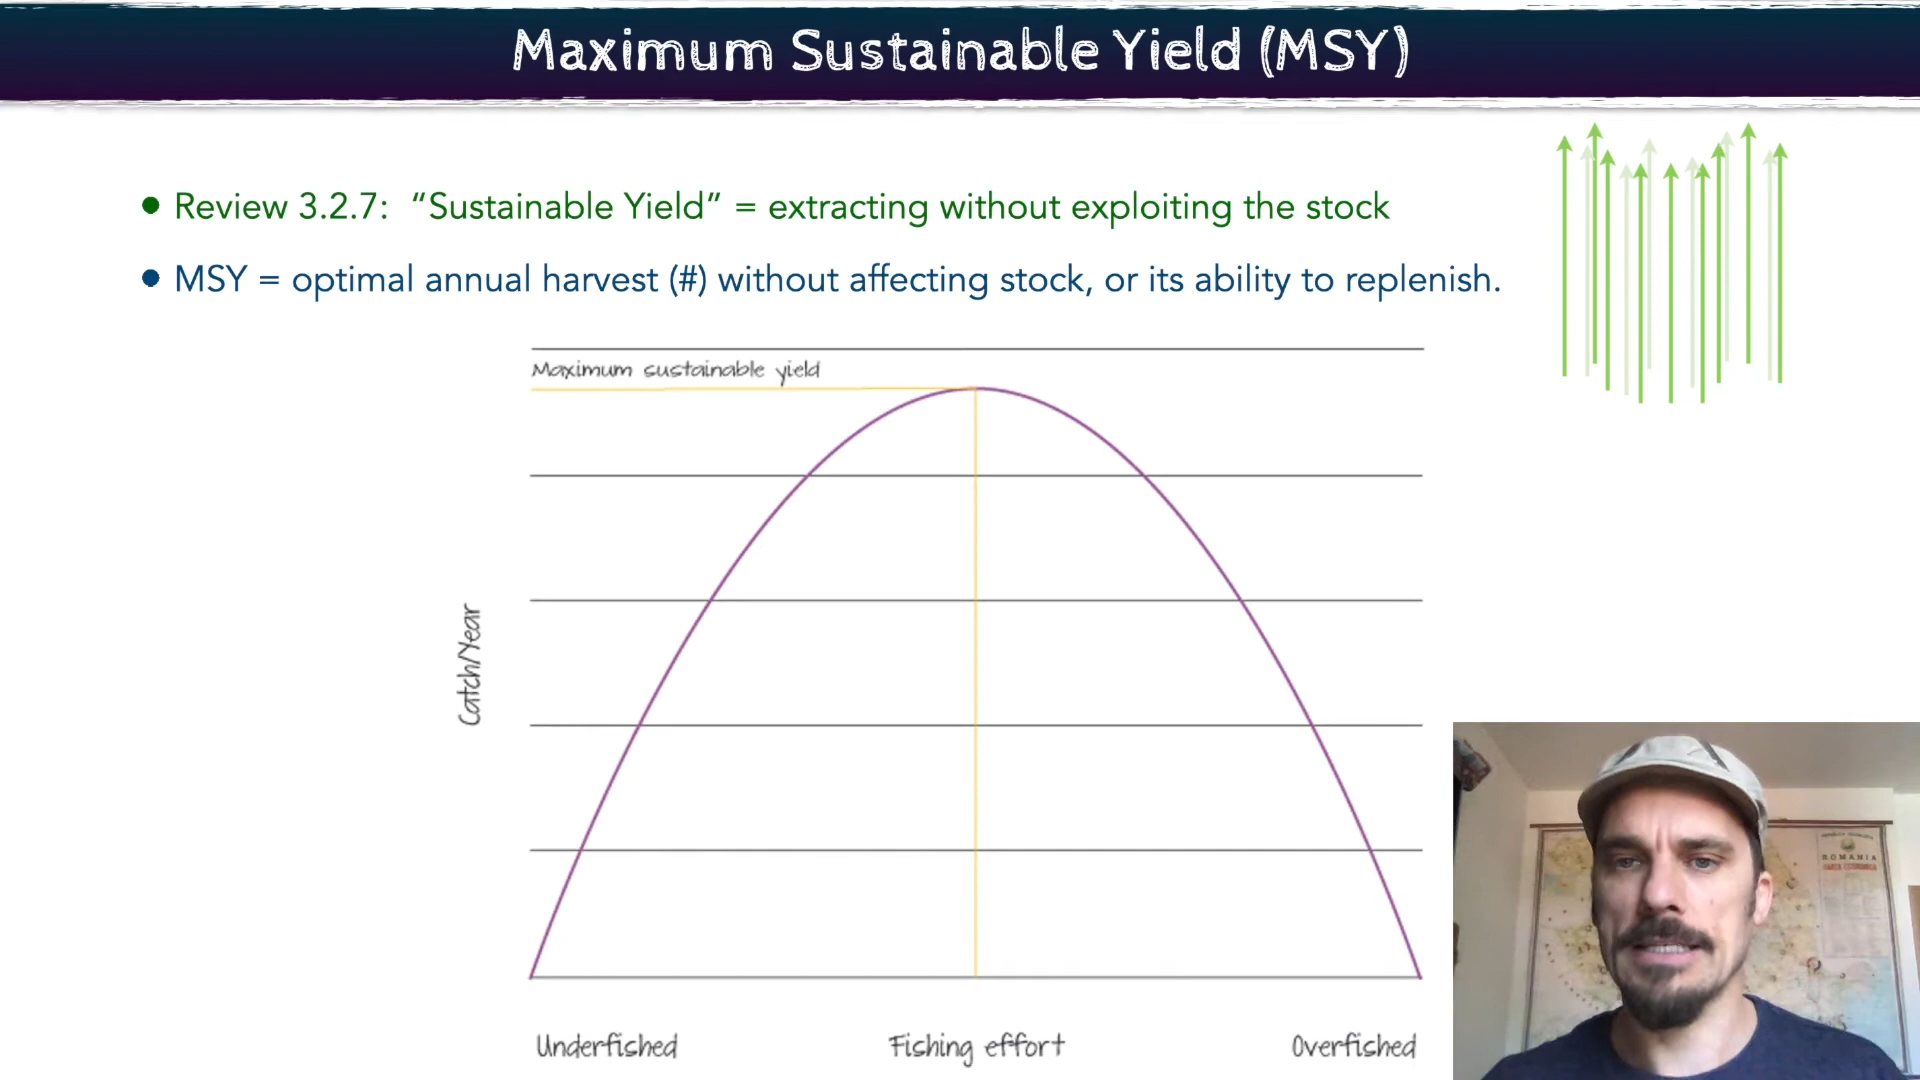 Maximum Sustainable Yield (MSY)
• Review 3.2.7: “Sustainable Yield” = extracting without exploiting the stock
• MSY = optimal annual harvest (#) without affecting stock, or its ability to replenish.
Maximum sustainable yield
Catch/Year
Underfished
Fishing effort
Overfished
ROMANIA